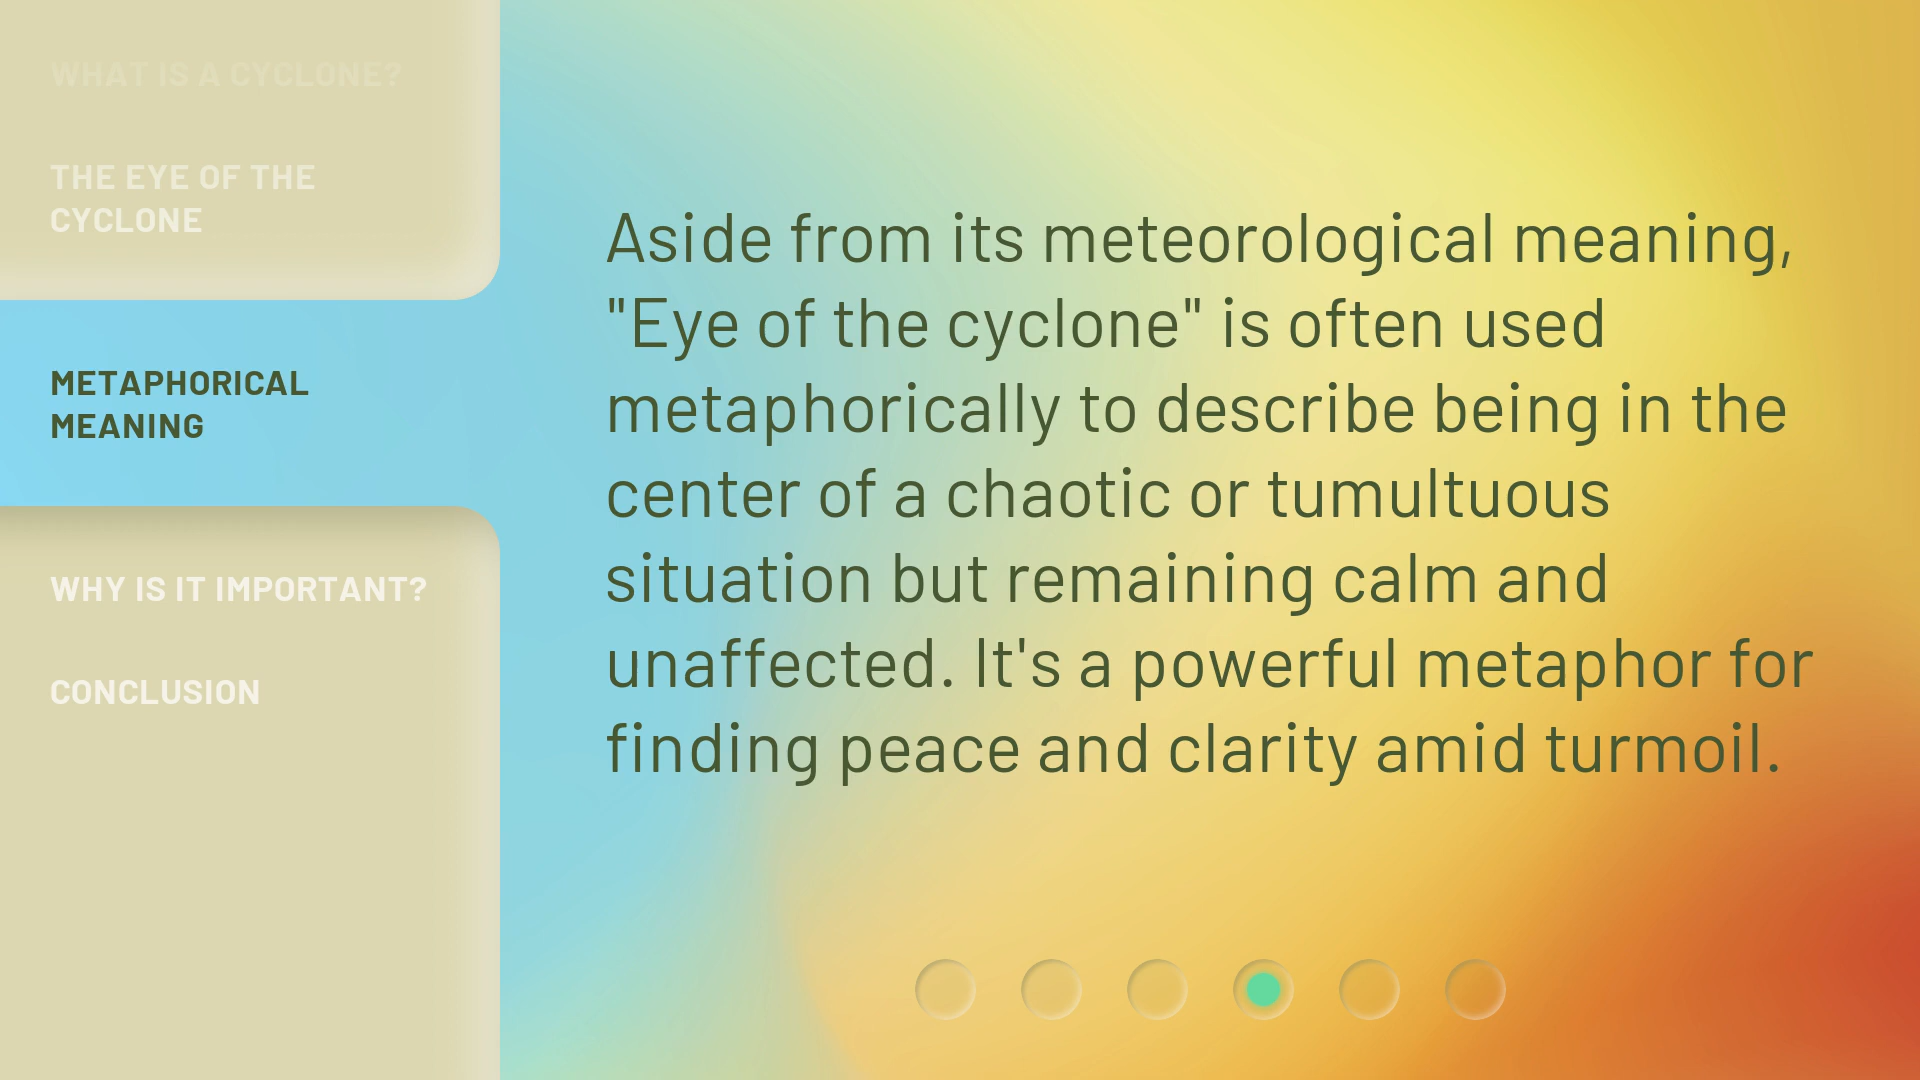 WHAT IS A CYCLONE?
THE EYE OF THE
CYCLONE
METAPHORICAL
MEANING
WHY IS IT IMPORTANT?
CONCLUSION
Aside from its meteorological meaning,
"Eye of the cyclone" is often used
metaphorically to describe being in the
center of a chaotic or tumultuous
situation but remaining calm and
unaffected. It's a powerful metaphor for
finding peace and clarity amid turmoil.